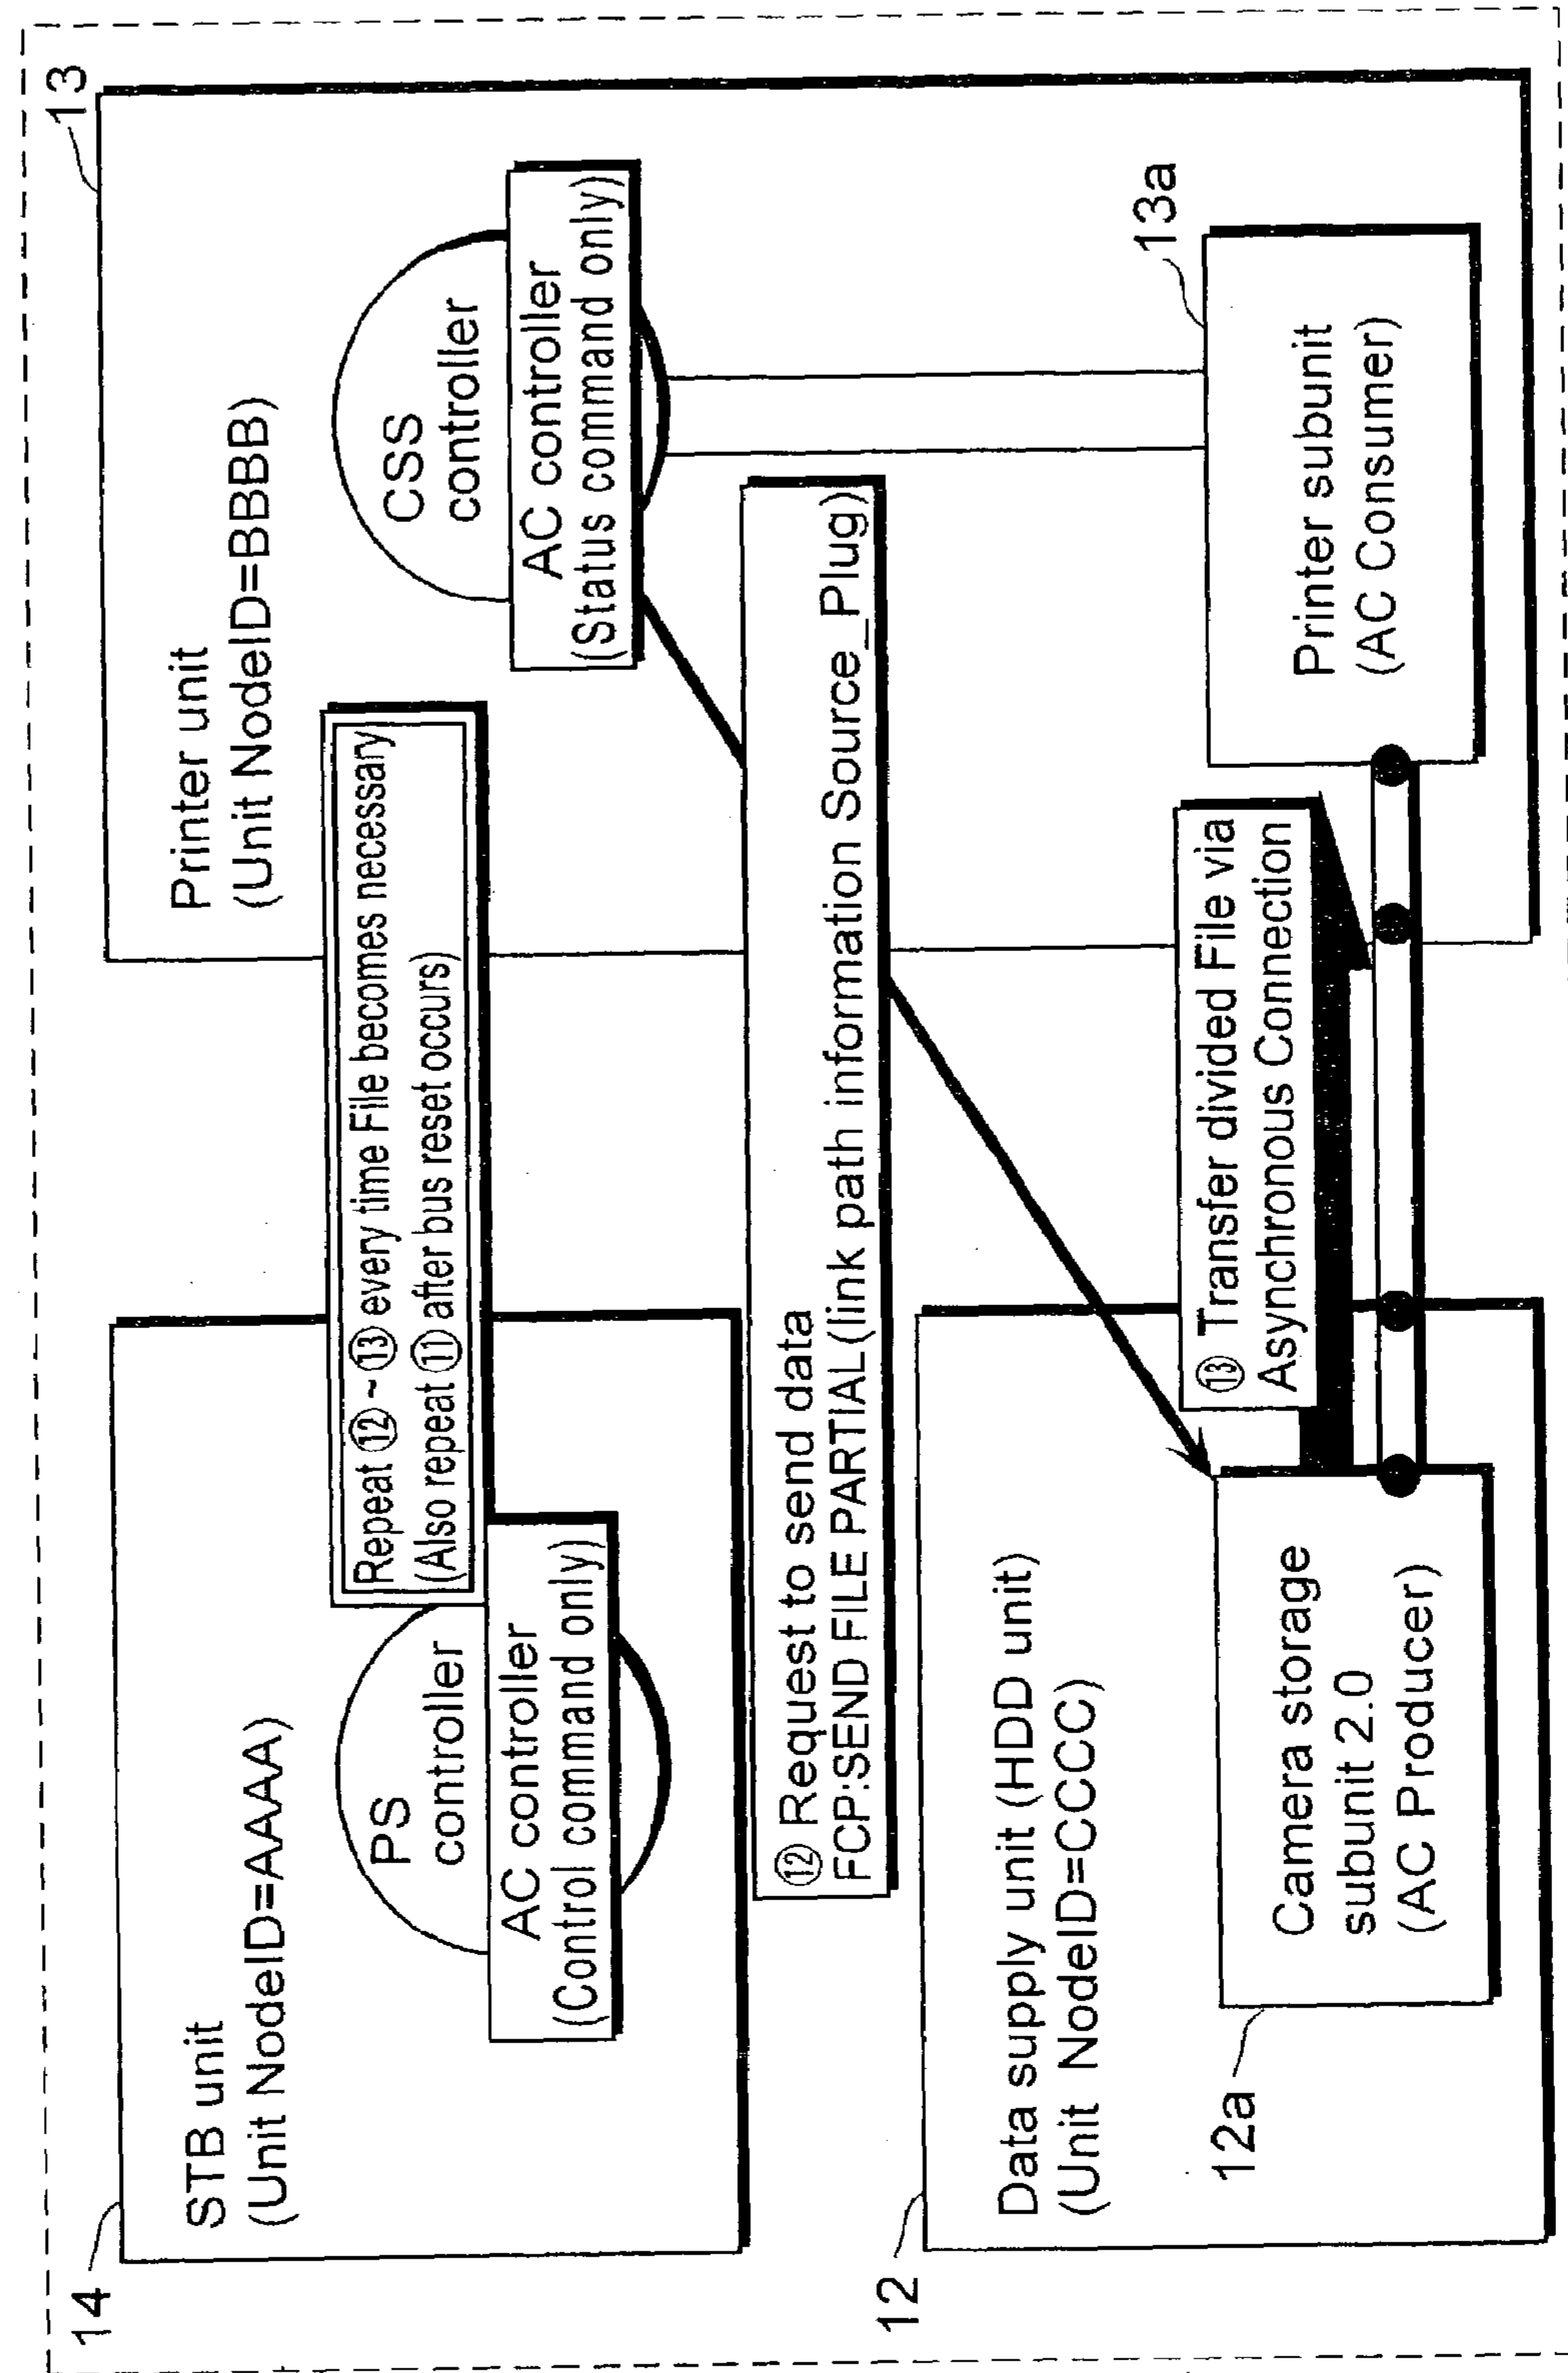 14
STB unit
(Unit NodeID=AAAA)
PS
controller
AC controller
(Control command only)
Repeat ⑫ ~ ⑬ every time File becomes necessary
(Also repeat ⑪ after bus reset occurs)
13
Printer unit
(Unit NodeID=BBBB)
CSS
controller
AC controller
(Status command only)
⑫ Request to send data
FCP:SEND FILE PARTIAL(link path information Source_Plug)
12
Data supply unit (HDD unit)
(Unit NodeID=CCCC)
12a
Camera storage
subunit 2.0
(AC Producer)
⑬ Transfer divided File via
Asynchronous Connection
13a
Printer subunit
(AC Consumer)